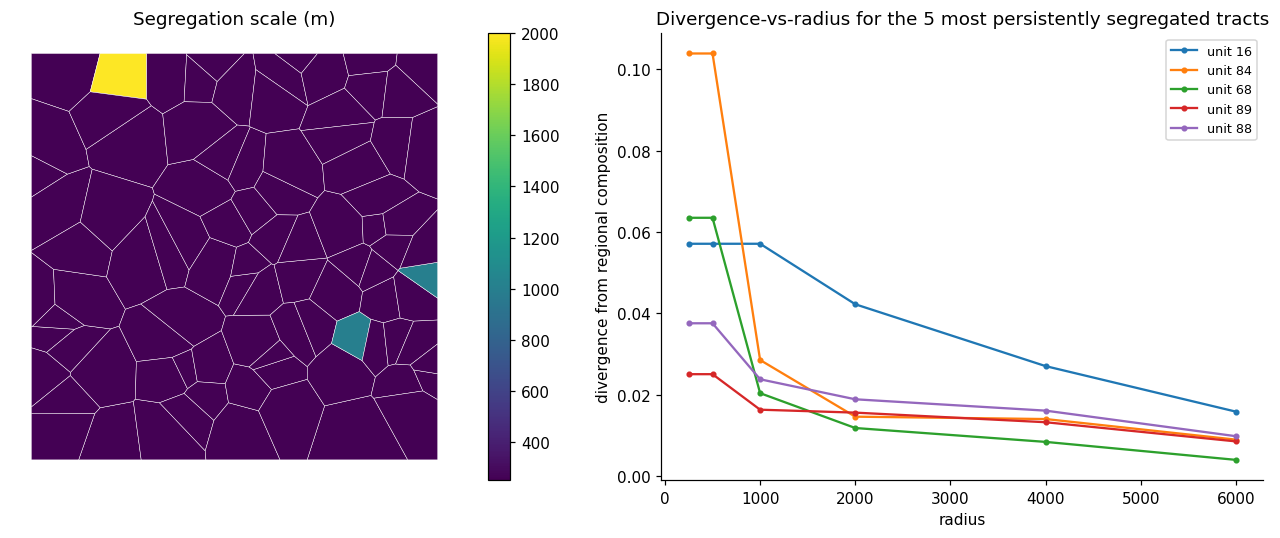 Segregation scale (m)
2000
1800
1600
1400
1200
1000
800
600
400
Divergence-vs-radius for the 5 most persistently segregated tracts
divergence from regional composition
0.10
0.08
0.06
0.04
0.02
0.00
unit 16
unit 84
unit 68
unit 89
unit 88
0 1000 2000 3000 4000 5000 6000
radius